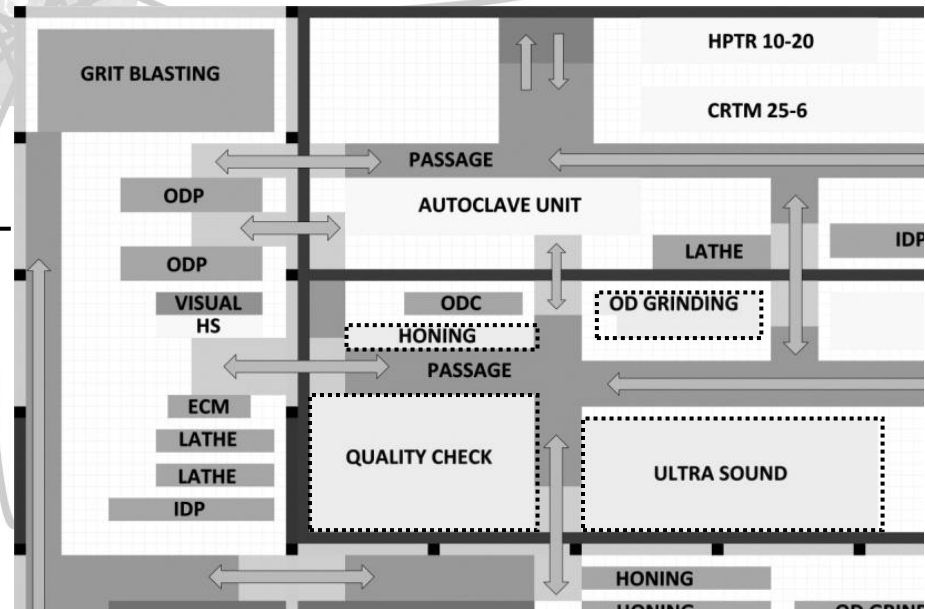 HPTR 10-20
GRIT BLASTING
CRTM 25-6
PASSAGE
ODP
AUTOCLAVE UNIT
LATHE
IDP
ODP
VISUAL
HS
ODC
OD GRINDING
HONING
PASSAGE
ECM
LATHE
QUALITY CHECK
LATHE
ULTRA SOUND
IDP
HONING